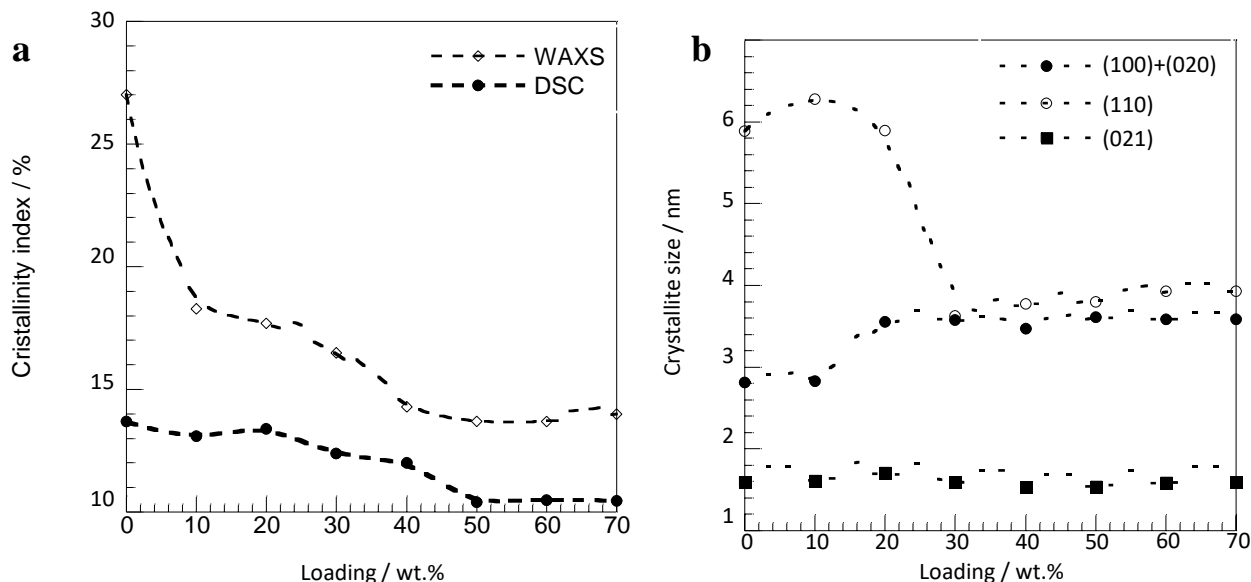 a
30
25
20
15
10
Cristallinity index / %
WAXS
DSC
0 10 20 30 40 50 60 70
Loading / wt.%
b
6
5
4
3
2
1
Crystallite size / nm
(100)+(020)
(110)
(021)
0 10 20 30 40 50 60 70
Loading / wt.%